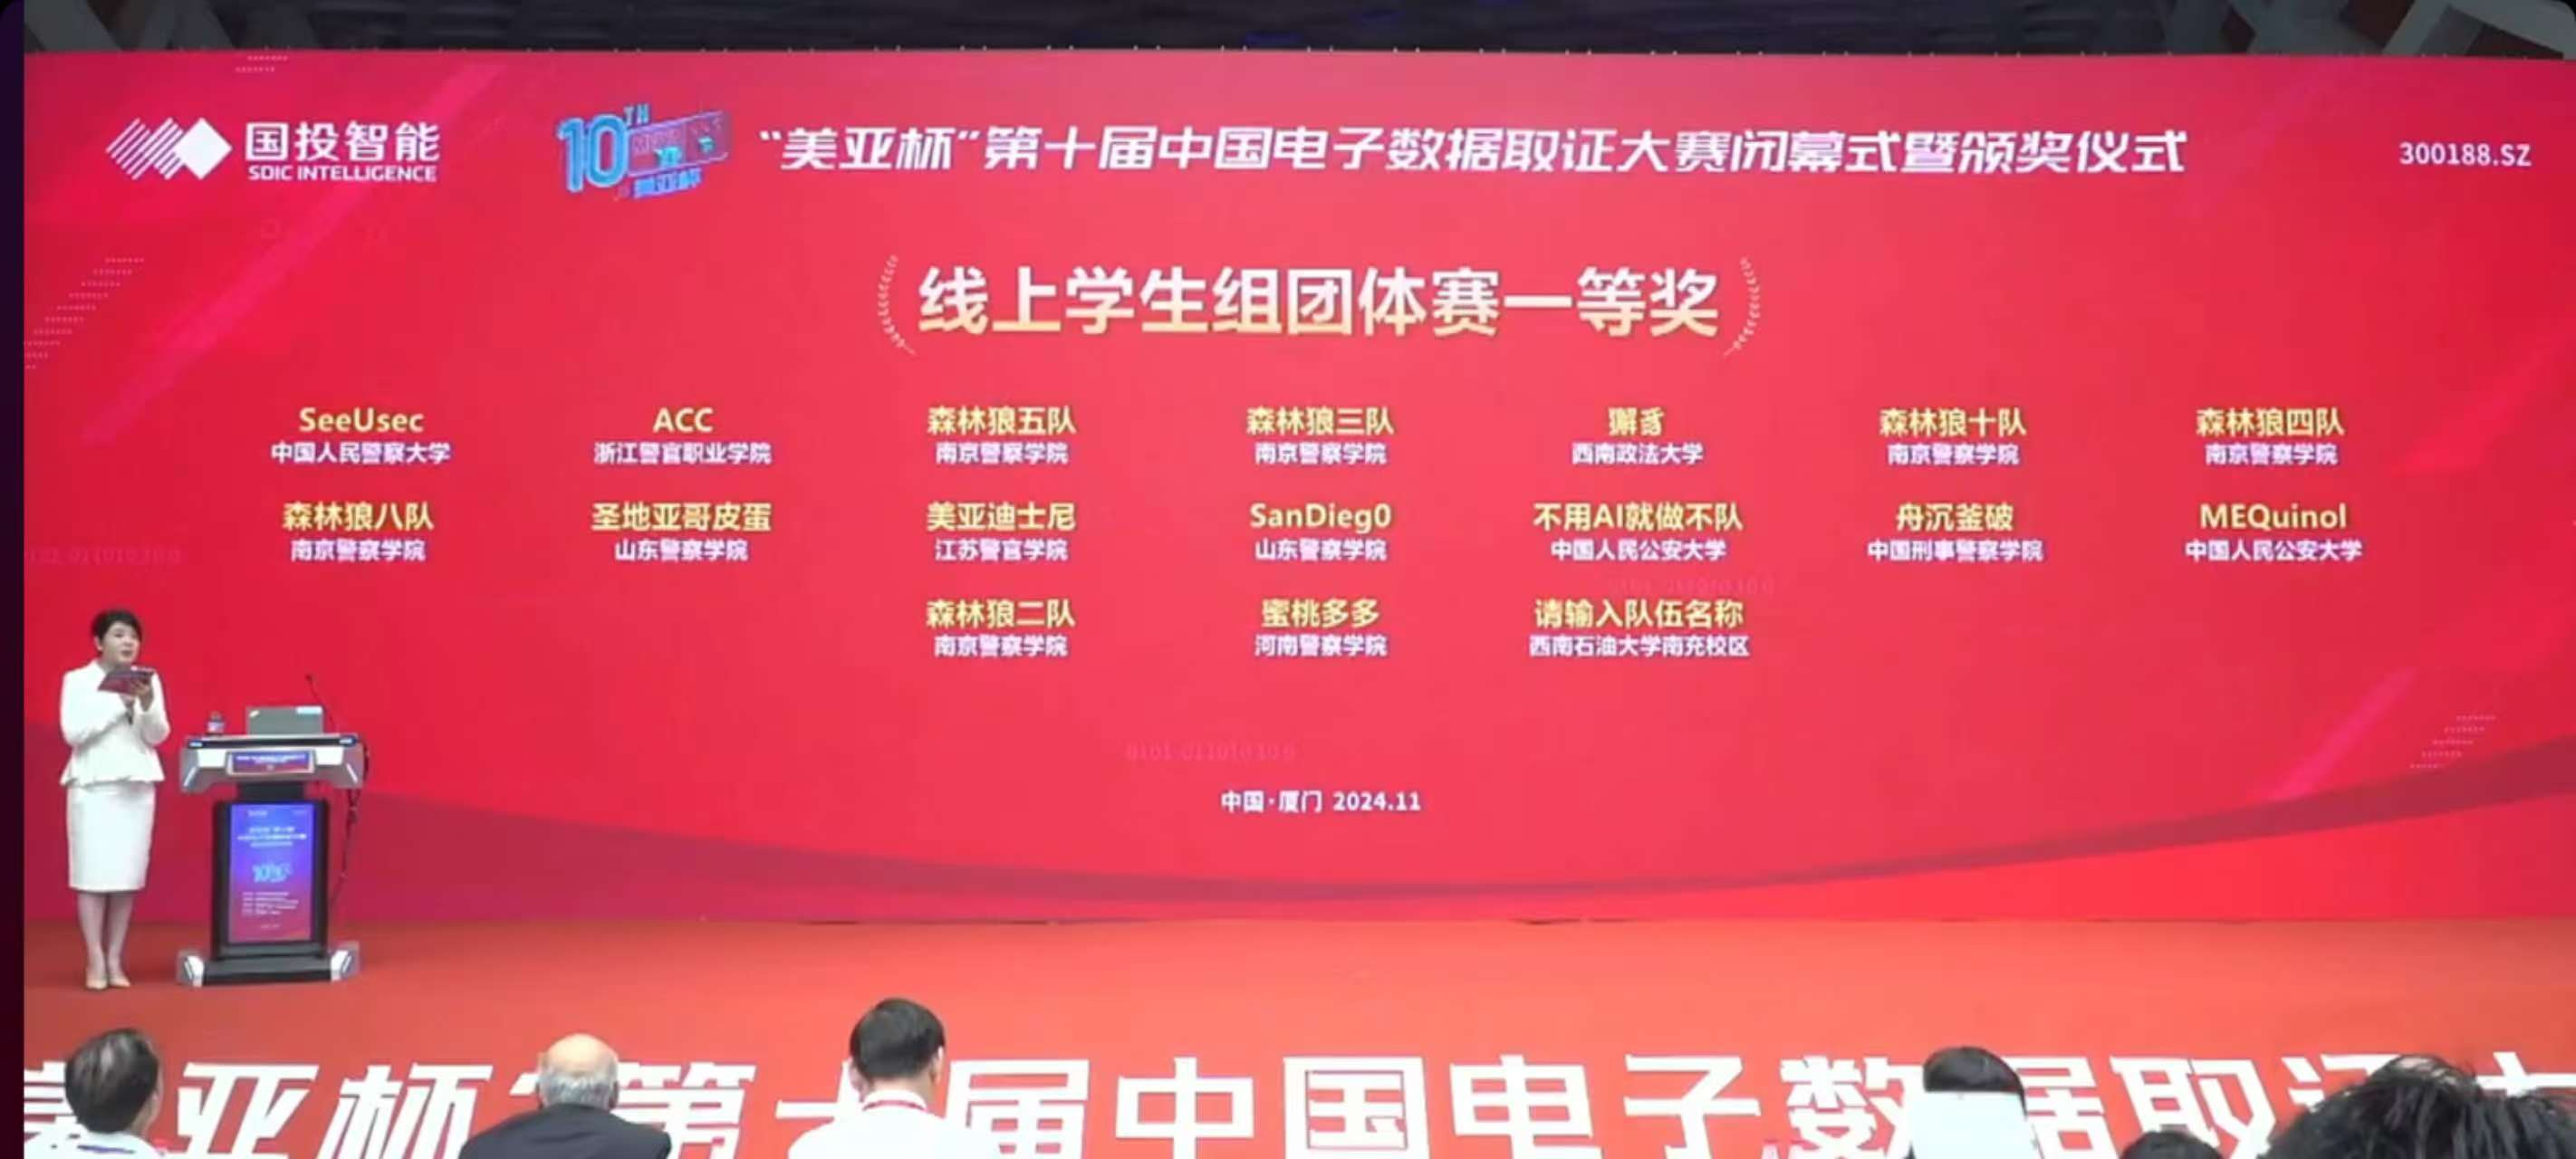 国投智能
SDIC INTELLIGENCE
10TH
“美亚杯”第十届中国电子数据取证大赛闭幕式暨颁奖仪式
300188.SZ
线上学生组团体赛一等奖
SeeUsec ACC 森林狼五队 森林狼三队 獬豸 森林狼十队 森林狼四队
中国人民警察大学 浙江警官职业学院 南京警察学院 南京警察学院 西南政法大学 南京警察学院 南京警察学院
森林狼八队 圣地亚哥皮蛋 美亚迪士尼 SanDieg0 不用AI就做不队 舟沉釜破 MEQuinol
南京警察学院 山东警察学院 江苏警官学院 山东警察学院 中国人民公安大学 中国刑事警察学院 中国人民公安大学
森林狼二队 蜜桃多多 请输入队伍名称
南京警察学院 河南警察学院 西南石油大学南充校区
中国·厦门 2024.11
美亚杯”第十届中国电子数据取证